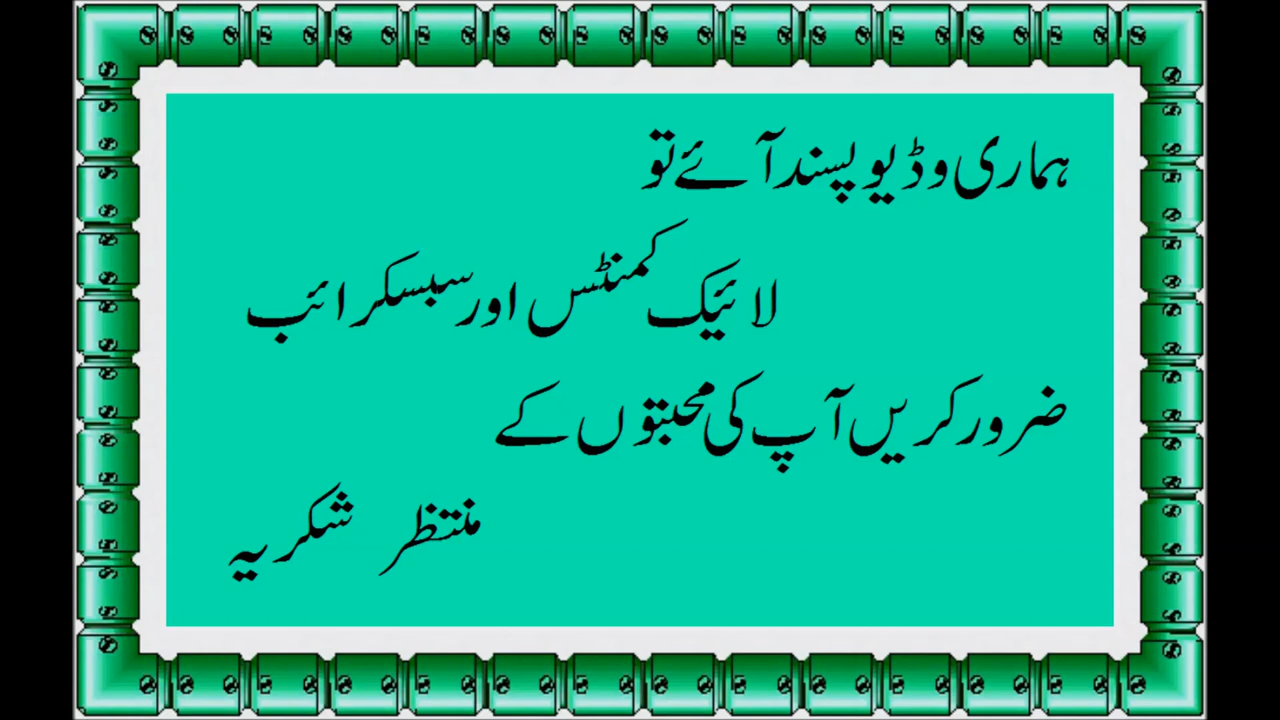 ہماری وڈیو پسند آئے تو
لائیک کمنٹس اور سبسکرائب
ضرور کریں آپ کی محبتوں کے
منتظر شکریہ